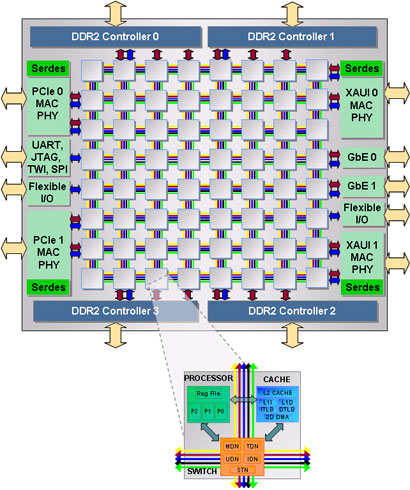 DDR2 Controller 0
DDR2 Controller 1
Serdes
PCIe 0
MAC
PHY
UART,
JTAG,
TWI, SPI
Flexible
I/O
PCIe 1
MAC
PHY
Serdes
Serdes
XAUI 0
MAC
PHY
GbE 0
GbE 1
Flexible
I/O
XAUI 1
MAC
PHY
Serdes
DDR2 Controller 3
DDR2 Controller 2
PROCESSOR
Reg File
P2 P1 P0
CACHE
L2 CACHE
L1I L1D
ITLB DTLB
2D DMA
MDN TDN
UDN IDN
STN
SWITCH